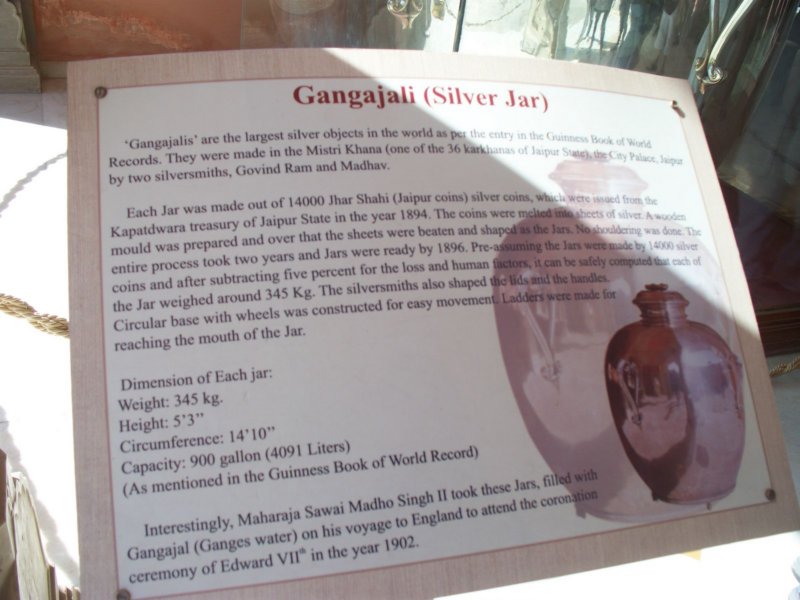 Gangajali (Silver Jar)
'Gangajalis' are the largest silver objects in the world as per the entry in the Guinness Book of World
Records. They were made in the Mistri Khana (one of the 36 karkhanas of Jaipur State), the City Palace, Jaipur
by two silversmiths, Govind Ram and Madhav.
Each Jar was made out of 14000 Jhar Shahi (Jaipur coins) silver coins, which were issued from the
Kapatdwara treasury of Jaipur State in the year 1894. The coins were melted into sheets of silver. A wooden
mould was prepared and over that the sheets were beaten and shaped as the Jars. No shouldering was done. The
entire process took two years and Jars were ready by 1896. Pre-assuming the Jars were made by 14000 silver
coins and after subtracting five percent for the loss and human factors, it can be safely computed that each of
the Jar weighed around 345 Kg. The silversmiths also shaped the lids and the handles.
Circular base with wheels was constructed for easy movement. Ladders were made for
reaching the mouth of the Jar.
Dimension of Each jar:
Weight: 345 kg.
Height: 5'3”
Circumference: 14'10”
Capacity: 900 gallon (4091 Liters)
(As mentioned in the Guinness Book of World Record)
Interestingly, Maharaja Sawai Madho Singh II took these Jars, filled with
Gangajal (Ganges water) on his voyage to England to attend the coronation
ceremony of Edward VIIth in the year 1902.